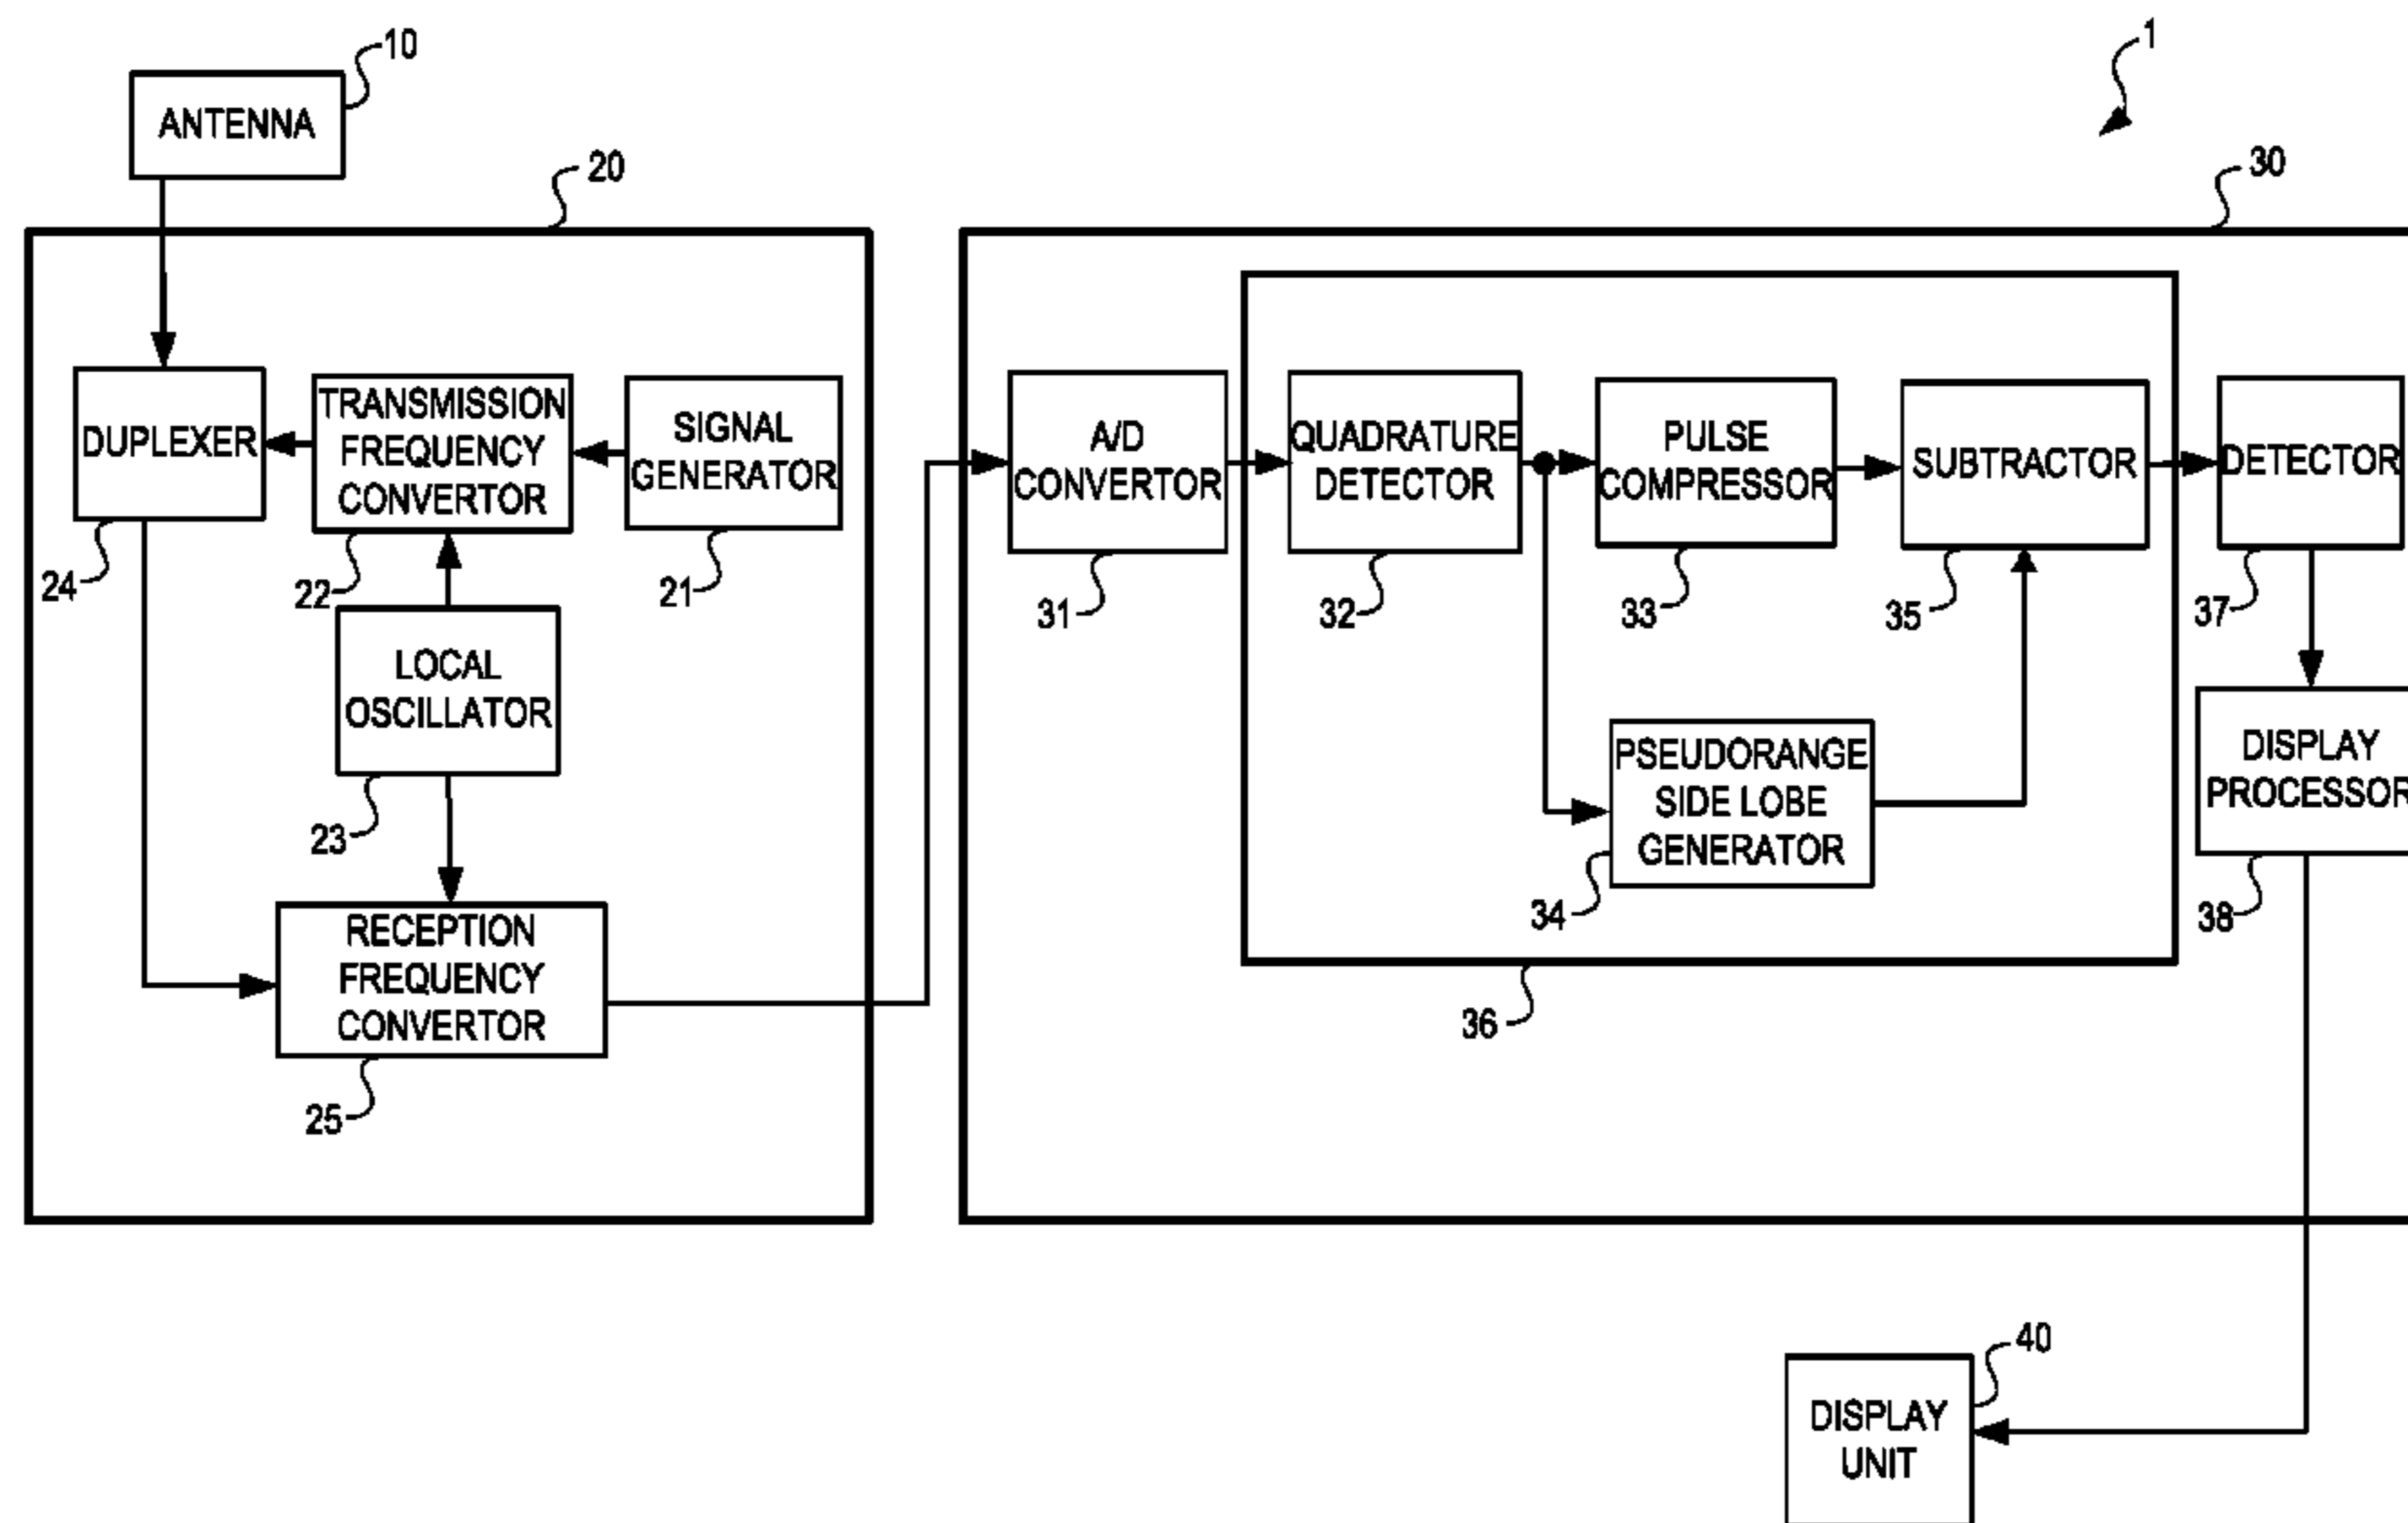 1
10
ANTENNA
20
30
DUPLEXER
24
TRANSMISSION
FREQUENCY
CONVERTOR
22
SIGNAL
GENERATOR
21
LOCAL
OSCILLATOR
23
RECEPTION
FREQUENCY
CONVERTOR
25
A/D
CONVERTOR
31
QUADRATURE
DETECTOR
32
PULSE
COMPRESSOR
33
SUBTRACTOR
35
DETECTOR
37
PSEUDORANGE
SIDE LOBE
GENERATOR
34
36
DISPLAY
PROCESSOR
38
40
DISPLAY
UNIT